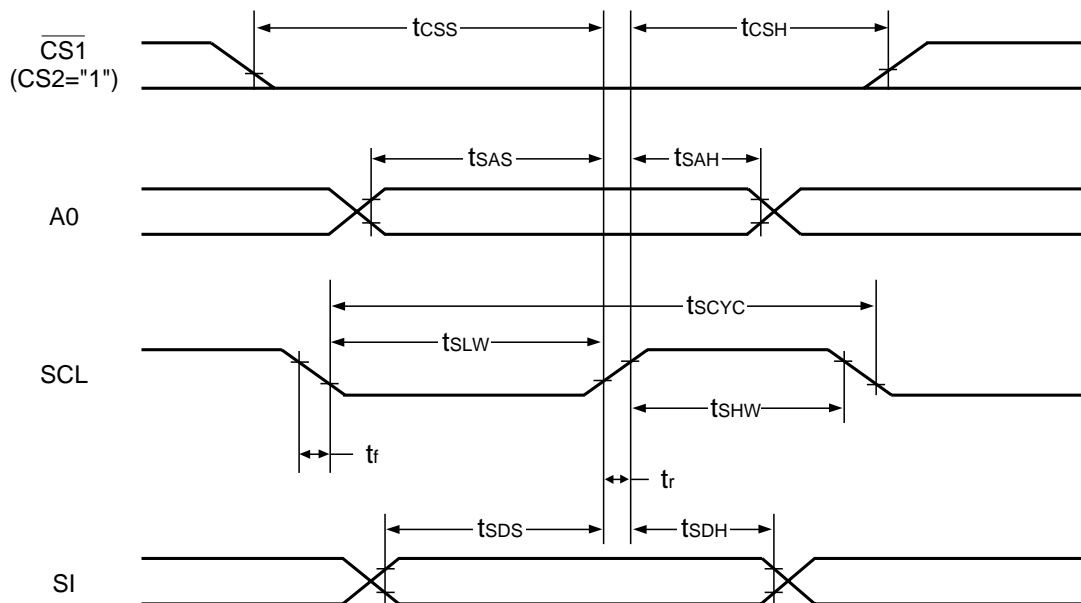 tCSS
tCSH
CS1
(CS2="1")
tSAS
tSAH
A0
tSCYC
tSLW
SCL
tSHW
tf
tr
tSDS
tSDH
SI